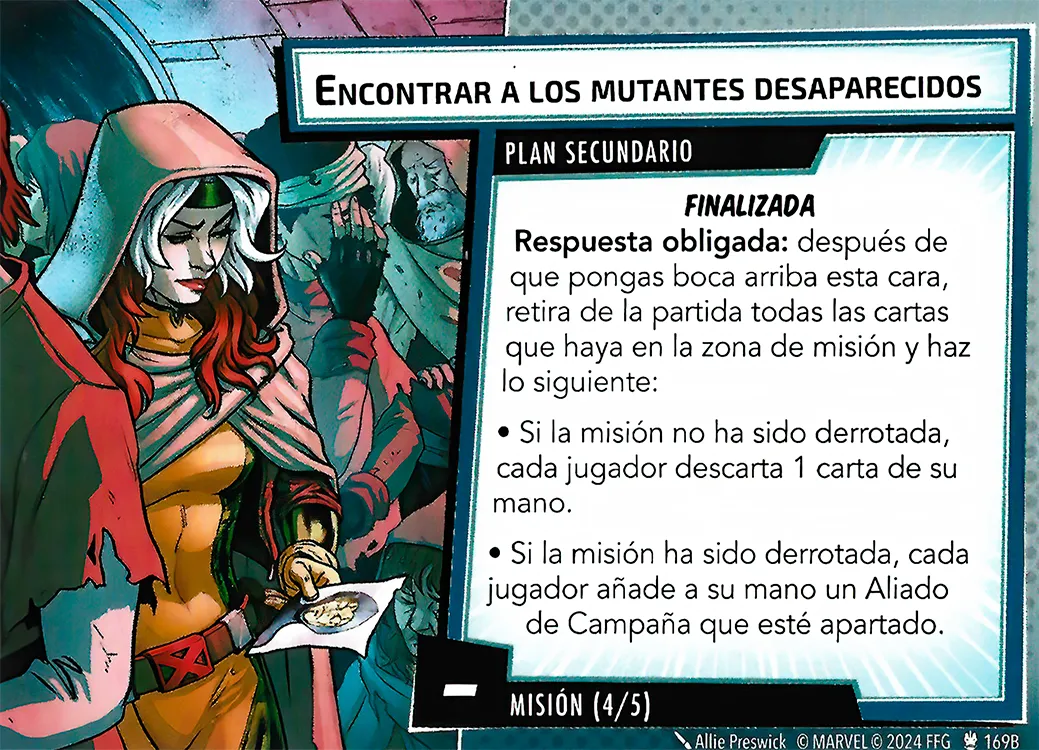 ENCONTRAR A LOS MUTANTES DESAPARECIDOS
PLAN SECUNDARIO
FINALIZADA
Respuesta obligada: después de
que pongas boca arriba esta cara,
retira de la partida todas las cartas
que haya en la zona de misión y haz
lo siguiente:
• Si la misión no ha sido derrotada,
cada jugador descarta 1 carta de su
mano.
• Si la misión ha sido derrotada, cada
jugador añade a su mano un Aliado
de Campaña que esté apartado.
–
MISIÓN (4/5)
Allie Preswick © MARVEL © 2024 FFG 169B